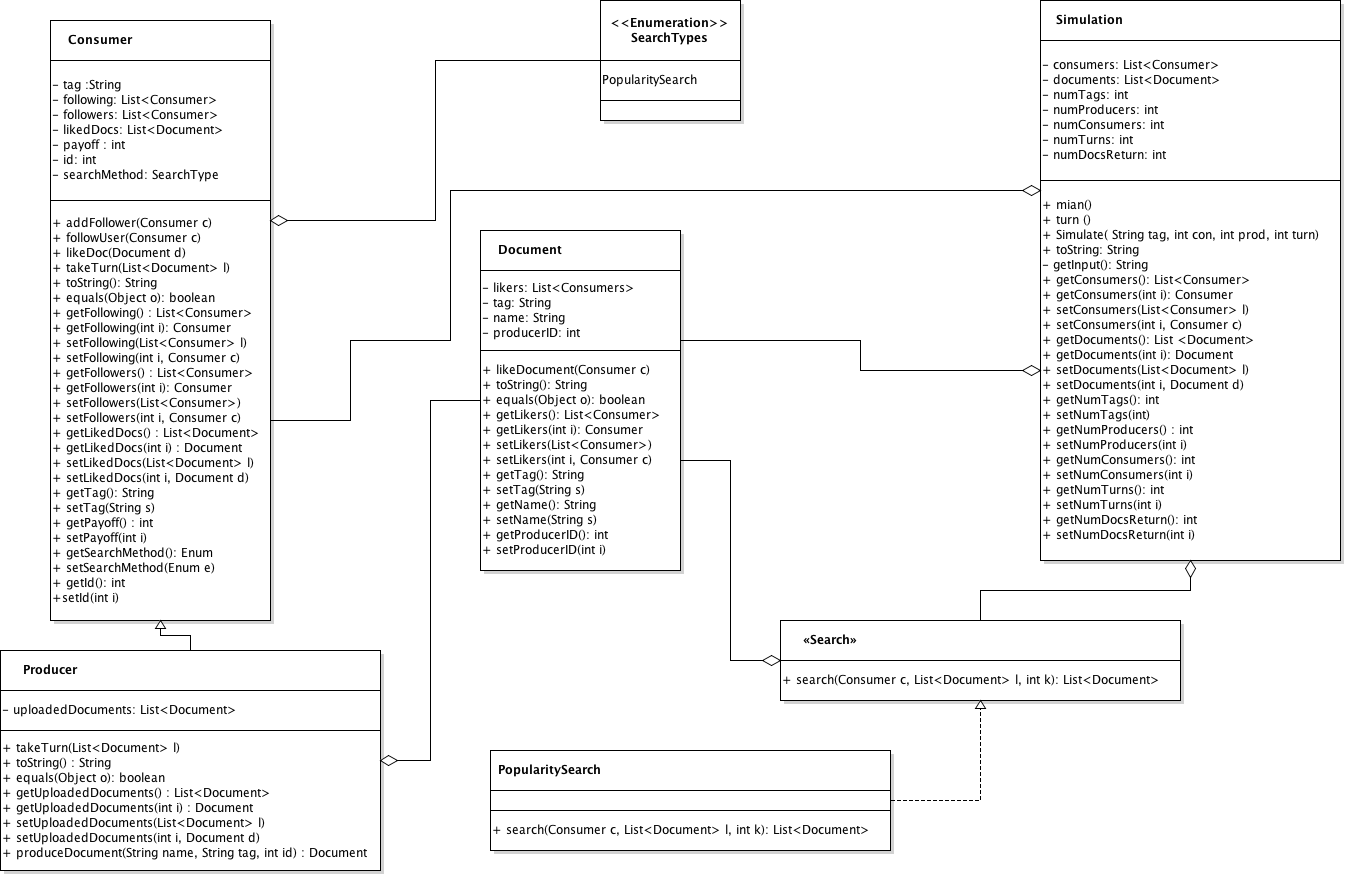 Consumer
- tag :String
- following: List<Consumer>
- followers: List<Consumer>
- likedDocs: List<Document>
- payoff : int
- id: int
- searchMethod: SearchType
+ addFollower(Consumer c)
+ followUser(Consumer c)
+ likeDoc(Document d)
+ takeTurn(List<Document> l)
+ toString(): String
+ equals(Object o): boolean
+ getFollowing() : List<Consumer>
+ getFollowing(int i): Consumer
+ setFollowing(List<Consumer> l)
+ setFollowing(int i, Consumer c)
+ getFollowers() : List<Consumer>
+ getFollowers(int i): Consumer
+ setFollowers(List<Consumer>)
+ setFollowers(int i, Consumer c)
+ getLikedDocs() : List<Document>
+ getLikedDocs(int i) : Document
+ setLikedDocs(List<Document> l)
+ setLikedDocs(int i, Document d)
+ getTag(): String
+ setTag(String s)
+ getPayoff() : int
+ setPayoff(int i)
+ getSearchMethod(): Enum
+ setSearchMethod(Enum e)
+ getId(): int
+setId(int i)
<<Enumeration>>
SearchTypes
PopularitySearch
Simulation
- consumers: List<Consumer>
- documents: List<Document>
- numTags: int
- numProducers: int
- numConsumers: int
- numTurns: int
- numDocsReturn: int
+ mian()
+ turn ()
+ Simulate( String tag, int con, int prod, int turn)
+ toString: String
- getInput(): String
+ getConsumers(): List<Consumer>
+ getConsumers(int i): Consumer
+ setConsumers(List<Consumer> l)
+ setConsumers(int i, Consumer c)
+ getDocuments(): List <Document>
+ getDocuments(int i): Document
+ setDocuments(List<Document> l)
+ setDocuments(int i, Document d)
+ getNumTags(): int
+ setNumTags(int)
+ getNumProducers() : int
+ setNumProducers(int i)
+ getNumConsumers(): int
+ setNumConsumers(int i)
+ getNumTurns(): int
+ setNumTurns(int i)
+ getNumDocsReturn(): int
+ setNumDocsReturn(int i)
Document
- likers: List<Consumers>
- tag: String
- name: String
- producerID: int
+ likeDocument(Consumer c)
+ toString(): String
+ equals(Object o): boolean
+ getLikers(): List<Consumer>
+ getLikers(int i): Consumer
+ setLikers(List<Consumer>)
+ setLikers(int i, Consumer c)
+ getTag(): String
+ setTag(String s)
+ getName(): String
+ setName(String s)
+ getProducerID(): int
+ setProducerID(int i)
Producer
- uploadedDocuments: List<Document>
+ takeTurn(List<Document> l)
+ toString() : String
+ equals(Object o): boolean
+ getUploadedDocuments() : List<Document>
+ getUploadedDocuments(int i) : Document
+ setUploadedDocuments(List<Document> l)
+ setUploadedDocuments(int i, Document d)
+ produceDocument(String name, String tag, int id) : Document
«Search»
+ search(Consumer c, List<Document> l, int k): List<Document>
PopularitySearch
+ search(Consumer c, List<Document> l, int k): List<Document>